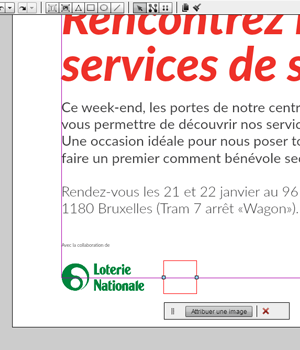 Rencontrez
services de s
Ce week-end, les portes de notre centr
vous permettre de découvrir nos servic
Une occasion idéale pour nous poser to
faire un premier comment bénévole sec
Rendez-vous les 21 et 22 janvier au 96
1180 Bruxelles (Tram 7 arrêt «Wagon»).
Avec la collaboration de
Loterie
Nationale
Attribuer une image